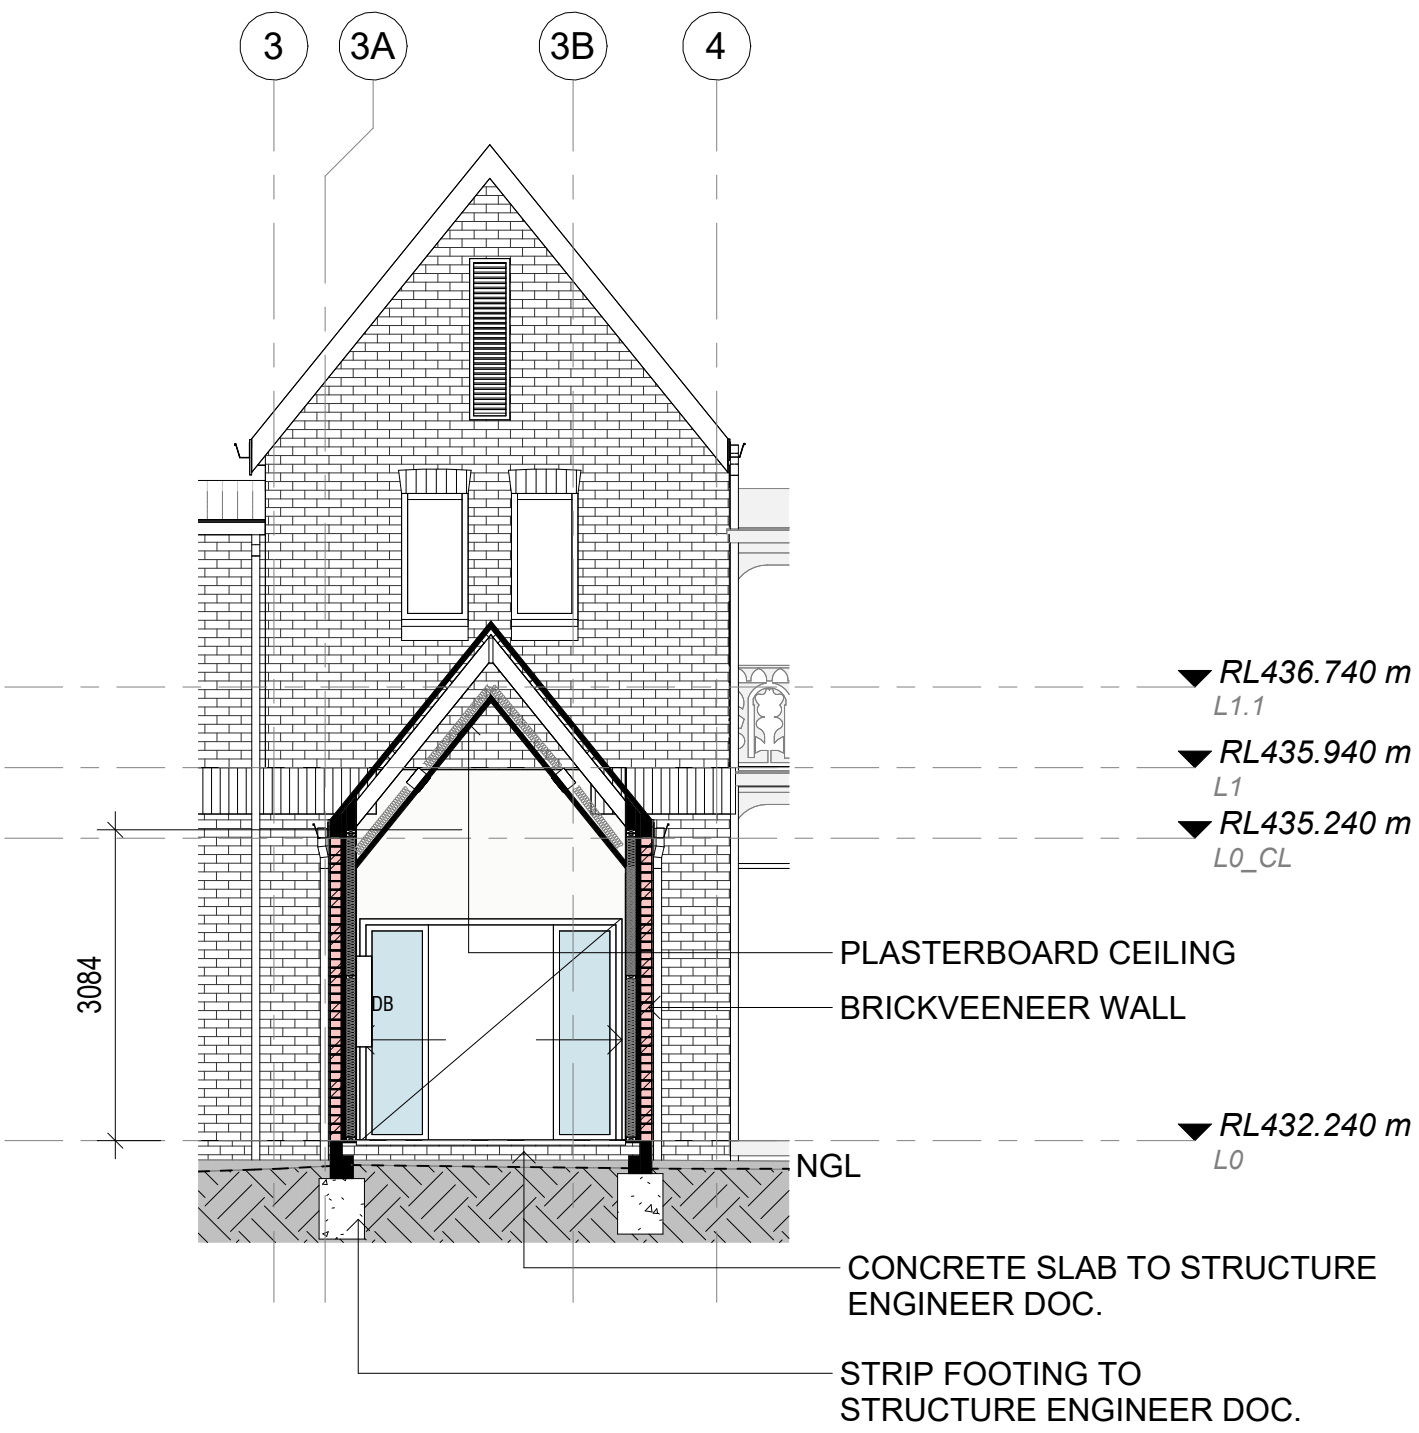 3
3A
3B
4
RL436.740 m
L1.1
RL435.940 m
L1
RL435.240 m
L0_CL
3084
PLASTERBOARD CEILING
DB
BRICKVEENEER WALL
RL432.240 m
L0
NGL
CONCRETE SLAB TO STRUCTURE
ENGINEER DOC.
STRIP FOOTING TO
STRUCTURE ENGINEER DOC.